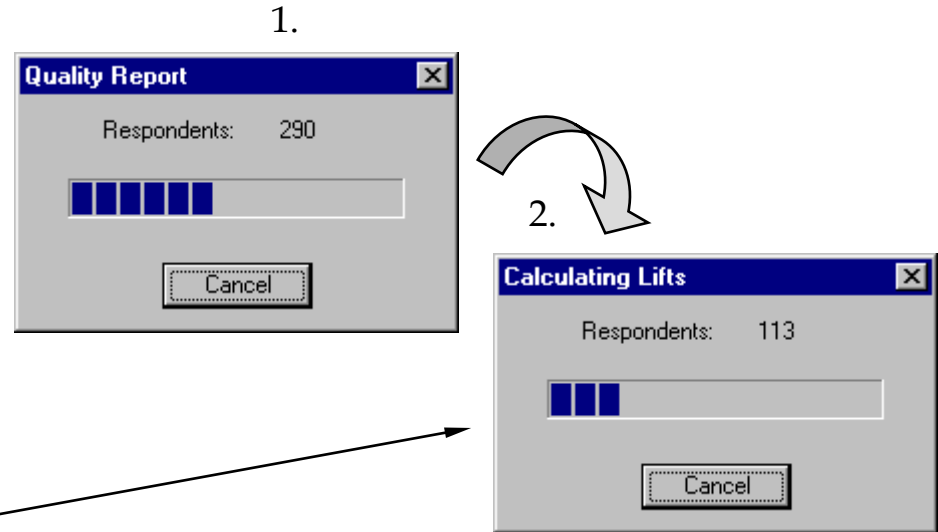 1.
Quality Report
Respondents: 290
Cancel
2.
Calculating Lifts
Respondents: 113
Cancel